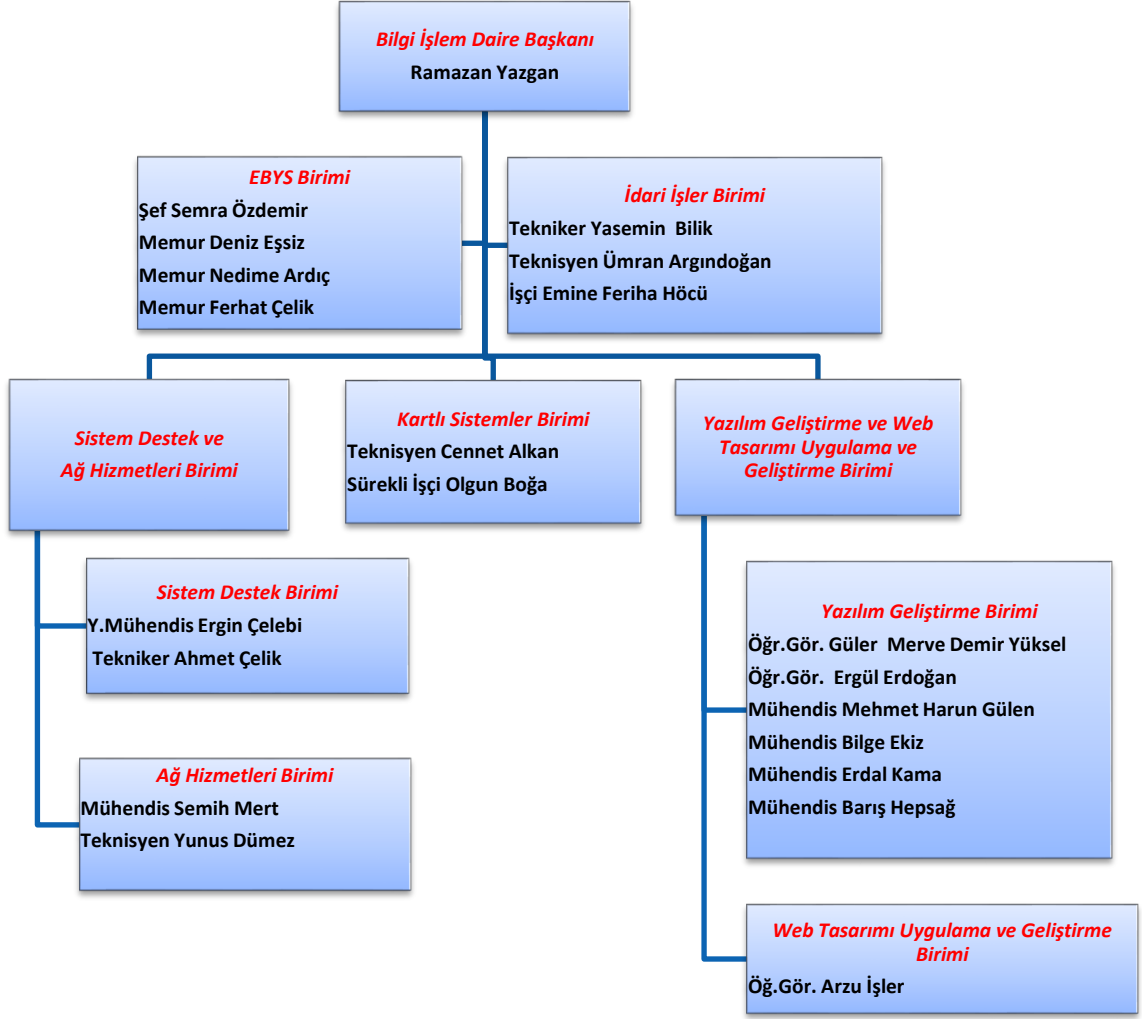 Bilgi İşlem Daire Başkanı
Ramazan Yazgan
EBYS Birimi
Şef Semra Özdemir
Memur Deniz Eşsiz
Memur Nedime Ardıç
Memur Ferhat Çelik
İdari İşler Birimi
Tekniker Yasemin  Bilik
Teknisyen Ümran Argındoğan
İşçi Emine Feriha Höcü
Sistem Destek ve
Ağ Hizmetleri Birimi
Kartlı Sistemler Birimi
Teknisyen Cennet Alkan
Sürekli İşçi Olgun Boğa
Yazılım Geliştirme ve Web
Tasarımı Uygulama ve
Geliştirme Birimi
Sistem Destek Birimi
Y.Mühendis Ergin Çelebi
Tekniker Ahmet Çelik
Ağ Hizmetleri Birimi
Mühendis Semih Mert
Teknisyen Yunus Dümez
Yazılım Geliştirme Birimi
Öğr.Gör. Güler  Merve Demir Yüksel
Öğr.Gör.  Ergül Erdoğan
Mühendis Mehmet Harun Gülen
Mühendis Bilge Ekiz
Mühendis Erdal Kama
Mühendis Barış Hepsağ
Web Tasarımı Uygulama ve Geliştirme
Birimi
Öğ.Gör. Arzu İşler